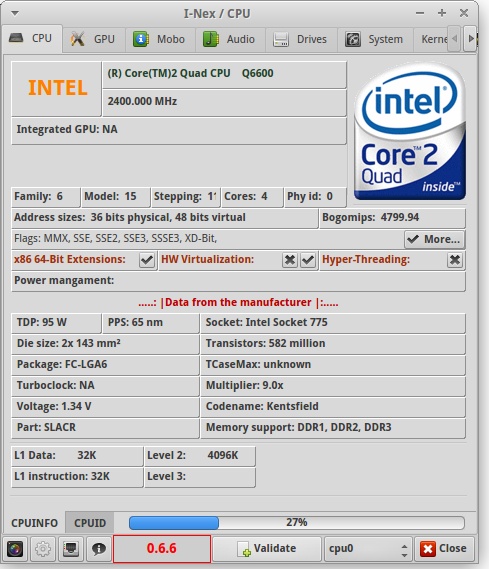 I-Nex / CPU
CPU GPU Mobo Audio Drives System Kerne
INTEL
(R) Core(TM)2 Quad CPU Q6600
2400.000 MHz
Integrated GPU: NA
intel
Core™2
Quad
inside™
Family: 6 Model: 15 Stepping: 1 Cores: 4 Phy id: 0
Address sizes: 36 bits physical, 48 bits virtual Bogomips: 4799.94
Flags: MMX, SSE, SSE2, SSE3, SSSE3, XD-Bit, More...
x86 64-Bit Extensions: HW Virtualization: Hyper-Threading:
Power mangament:
.....: |Data from the manufacturer |:.....
TDP: 95 W PPS: 65 nm Socket: Intel Socket 775
Die size: 2x 143 mm² Transistors: 582 million
Package: FC-LGA6 TCaseMax: unknown
Turboclock: NA Multiplier: 9.0x
Voltage: 1.34 V Codename: Kentsfield
Part: SLACR Memory support: DDR1, DDR2, DDR3
L1 Data: 32K Level 2: 4096K
L1 instruction: 32K Level 3:
CPUINFO CPUID 27%
0.6.6 Validate cpu0 Close